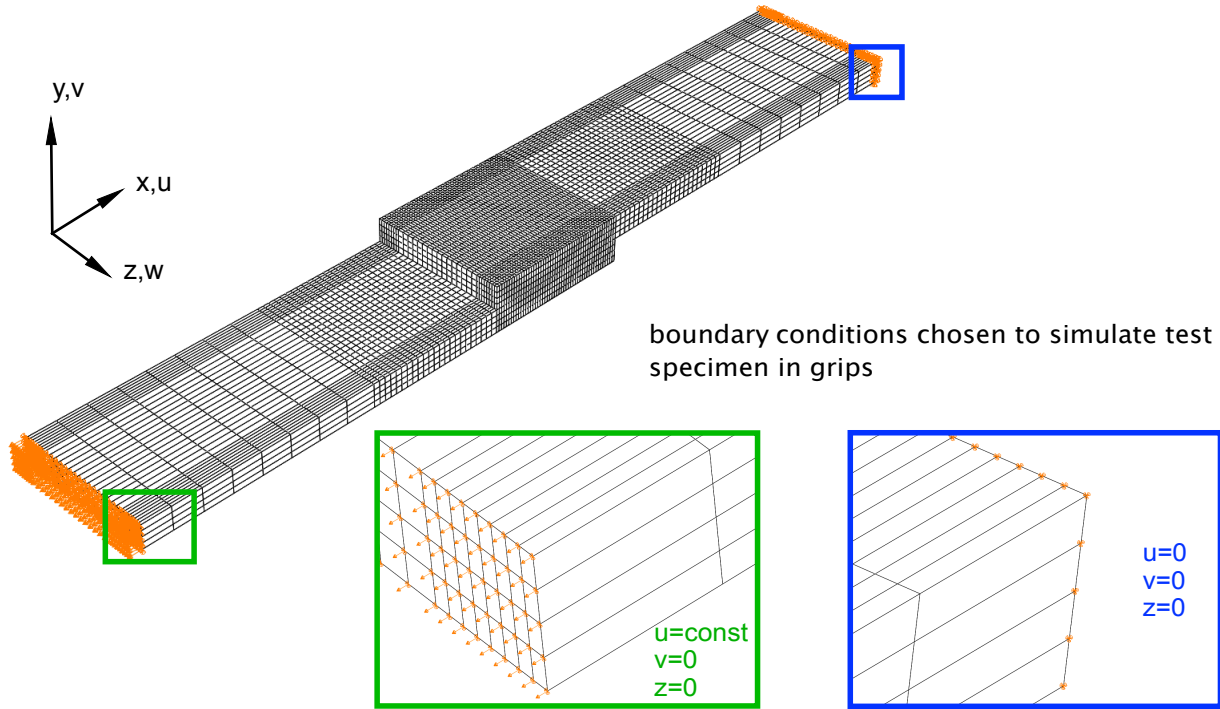 y,v
x,u
z,w
boundary conditions chosen to simulate test
specimen in grips
u=const
v=0
z=0
u=0
v=0
z=0